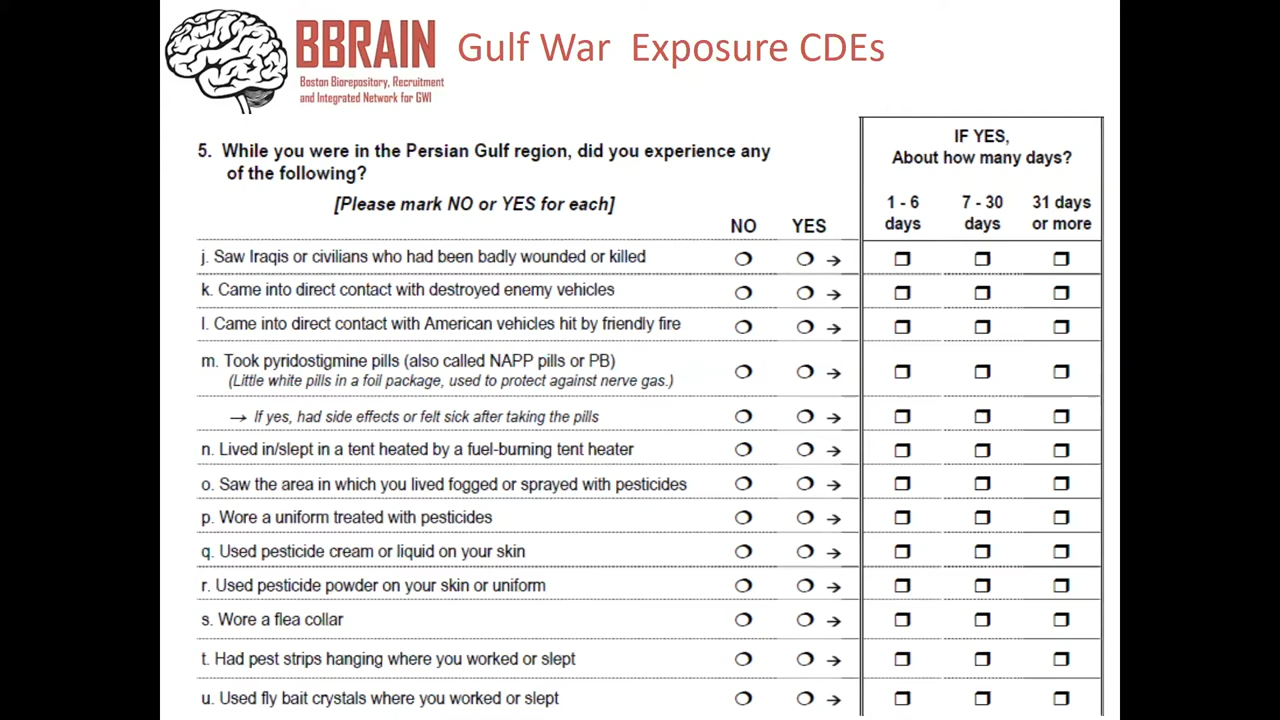 BBRAIN
Boston Biorepository, Recruitment
and Integrated Network for GWI
Gulf War Exposure CDEs
5. While you were in the Persian Gulf region, did you experience any
of the following?
[Please mark NO or YES for each]
NO YES
IF YES,
About how many days?
1 - 6 days
7 - 30 days
31 days or more
j. Saw Iraqis or civilians who had been badly wounded or killed
k. Came into direct contact with destroyed enemy vehicles
l. Came into direct contact with American vehicles hit by friendly fire
m. Took pyridostigmine pills (also called NAPP pills or PB)
(Little white pills in a foil package, used to protect against nerve gas.)
→ If yes, had side effects or felt sick after taking the pills
n. Lived in/slept in a tent heated by a fuel-burning tent heater
o. Saw the area in which you lived fogged or sprayed with pesticides
p. Wore a uniform treated with pesticides
q. Used pesticide cream or liquid on your skin
r. Used pesticide powder on your skin or uniform
s. Wore a flea collar
t. Had pest strips hanging where you worked or slept
u. Used fly bait crystals where you worked or slept